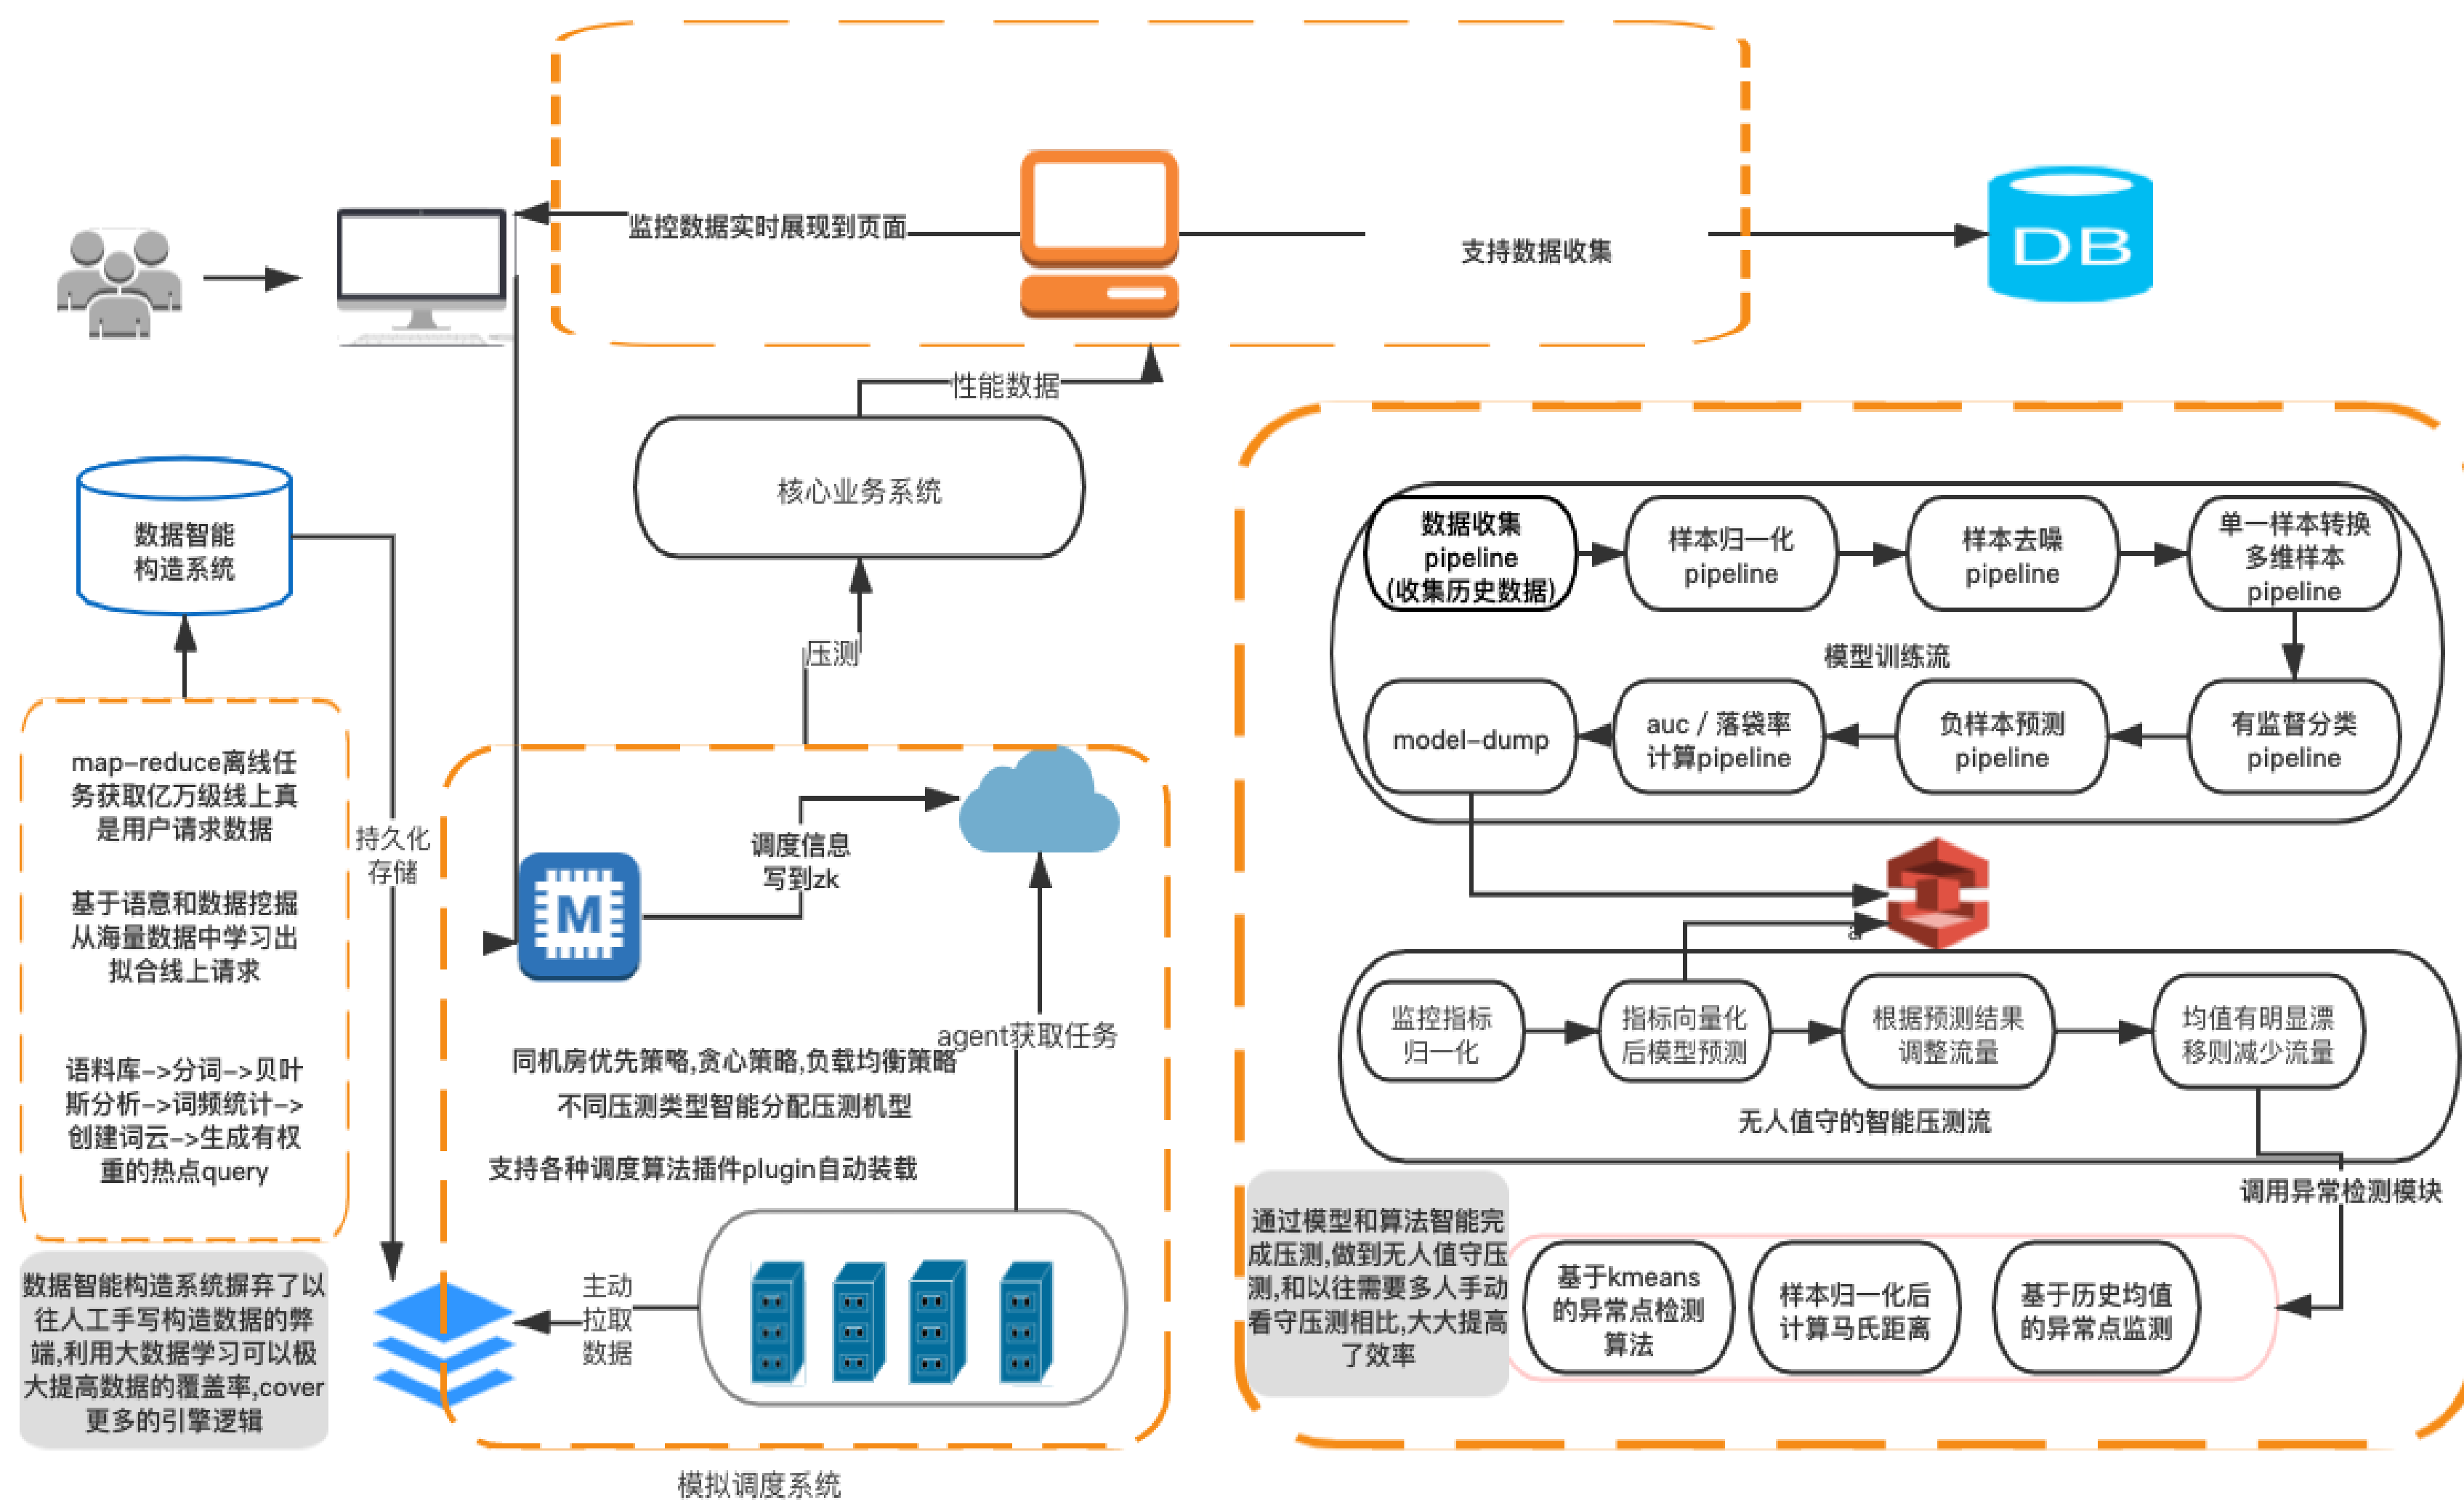 监控数据实时展现到页面
支持数据收集
DB
性能数据
核心业务系统
数据智能
构造系统
压测
map-reduce离线任
务获取亿万级线上真
是用户请求数据
基于语意和数据挖掘
从海量数据中学习出
拟合线上请求
语料库->分词->贝叶
斯分析->词频统计->
创建词云->生成有权
重的热点query
数据智能构造系统摒弃了以
往人工手写构造数据的弊
端,利用大数据学习可以极
大提高数据的覆盖率,cover
更多的引擎逻辑
持久化
存储
M
调度信息
写到zk
agent获取任务
同机房优先策略,贪心策略,负载均衡策略
不同压测类型智能分配压测机型
支持各种调度算法插件plugin自动装载
主动
拉取
数据
模拟调度系统
数据收集
pipeline
(收集历史数据)
样本归一化
pipeline
样本去噪
pipeline
单一样本转换
多维样本
pipeline
模型训练流
model-dump
auc / 落袋率
计算pipeline
负样本预测
pipeline
有监督分类
pipeline
a
监控指标
归一化
指标向量化
后模型预测
根据预测结果
调整流量
均值有明显漂
移则减少流量
无人值守的智能压测流
调用异常检测模块
通过模型和算法智能完
成压测,做到无人值守压
测,和以往需要多人手动
看守压测相比,大大提高
了效率
基于kmeans
的异常点检测
算法
样本归一化后
计算马氏距离
基于历史均值
的异常点监测